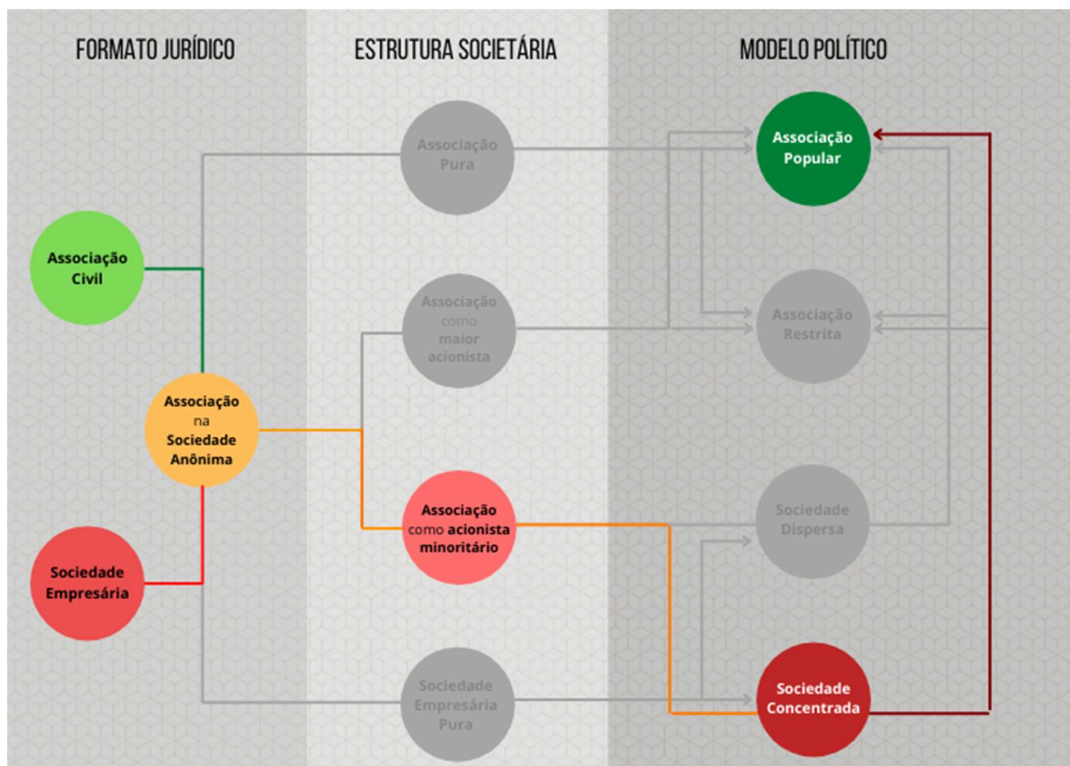 FORMATO JURÍDICO
ESTRUTURA SOCIETÁRIA
MODELO POLÍTICO
Associação
Civil
Associação
na
Sociedade
Anônima
Sociedade
Empresária
Associação
Pura
Associação
como
maior
acionista
Associação
como acionista
minoritário
Sociedade
Empresária
Pura
Associação
Popular
Associação
Restrita
Sociedade
Dispersa
Sociedade
Concentrada